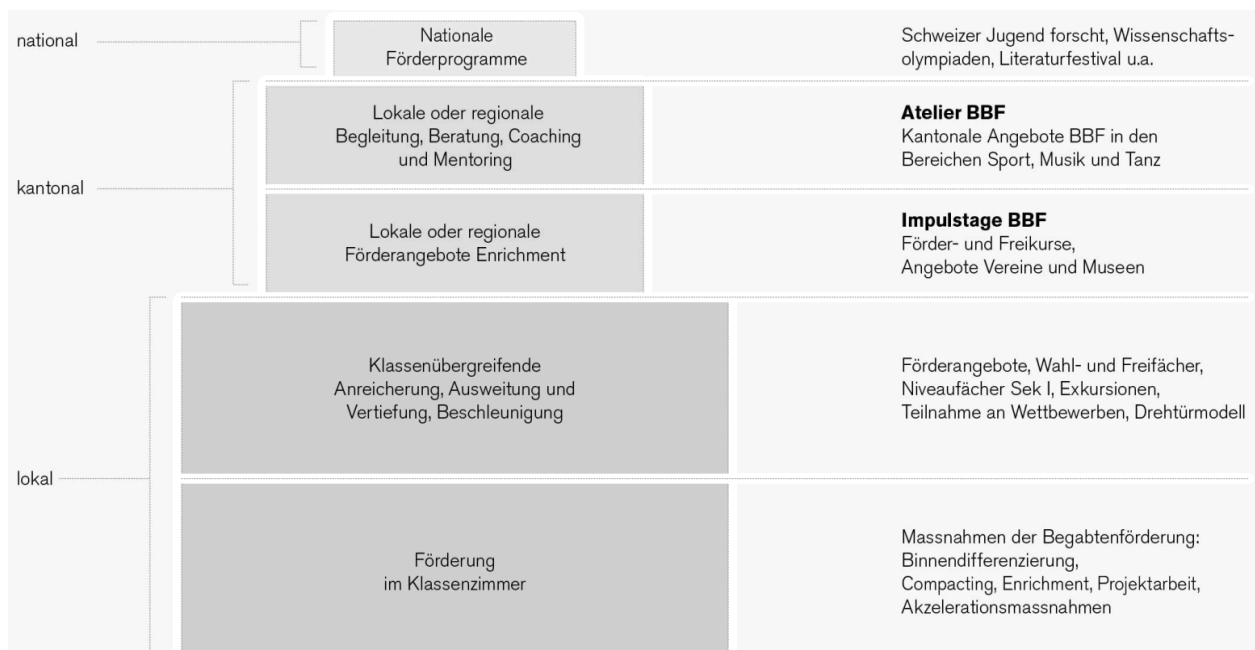 national
Nationale
Förderprogramme
Schweizer Jugend forscht, Wissenschafts-
olympiaden, Literaturfestival u.a.
kantonal
Lokale oder regionale
Begleitung, Beratung, Coaching
und Mentoring
Atelier BBF
Kantonale Angebote BBF in den
Bereichen Sport, Musik und Tanz
Lokale oder regionale
Förderangebote Enrichment
Impulstage BBF
Förder- und Freikurse,
Angebote Vereine und Museen
lokal
Klassenübergreifende
Anreicherung, Ausweitung und
Vertiefung, Beschleunigung
Förderangebote, Wahl- und Freifächer,
Niveaufächer Sek I, Exkursionen,
Teilnahme an Wettbewerben, Drehtürmodell
Förderung
im Klassenzimmer
Massnahmen der Begabtenförderung:
Binnendifferenzierung,
Compacting, Enrichment, Projektarbeit,
Akzelerationsmassnahmen